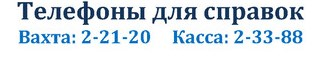 Телефоны для справок
Вахта: 2-21-20 Касса: 2-33-88